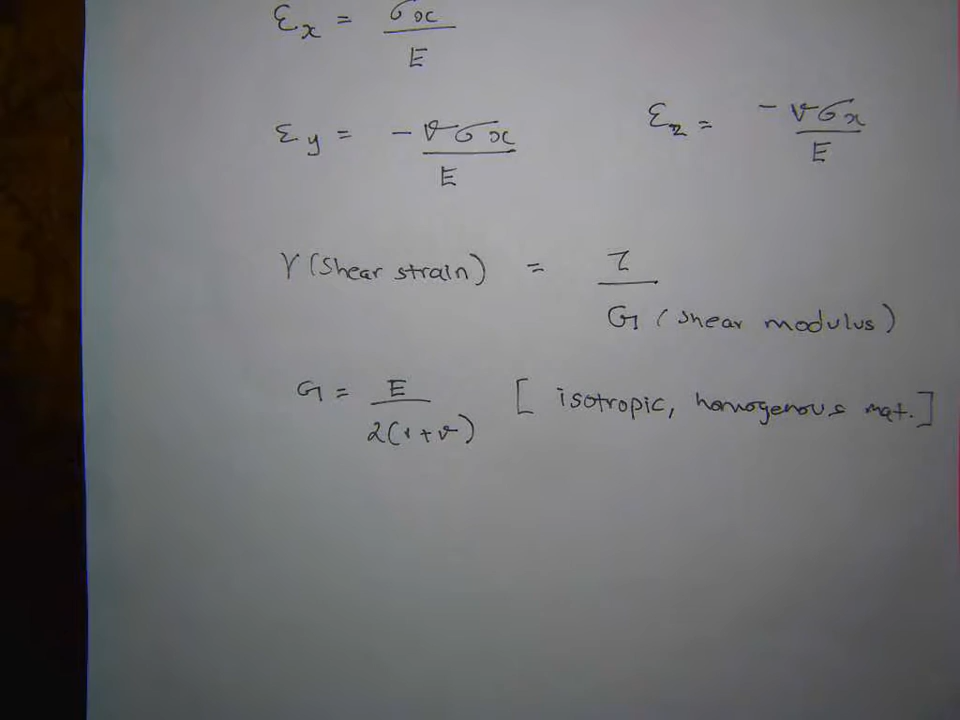 εx = σx / E
εy = -νσx / E    εz = -νσx / E
γ (shear strain) = τ / G (shear modulus)
G = E / 2(1+ν) [isotropic, homogenous mat.]